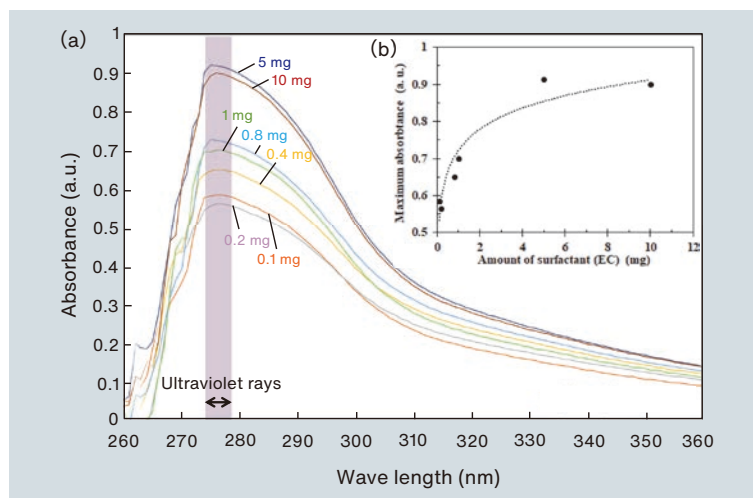 (a)
Absorbance (a.u.)
1
0.9
0.8
0.7
0.6
0.5
0.4
0.3
0.2
0.1
0
5 mg
10 mg
1 mg
0.8 mg
0.4 mg
0.2 mg
0.1 mg
Ultraviolet rays
260 270 280 290 300 310 320 330 340 350 360
Wave length (nm)
(b)
Maximum absorbtance (a. u.)
1
0.9
0.8
0.7
0.6
0.5
0 2 4 6 8 10 12
Amount of surfactant (EC) (mg)